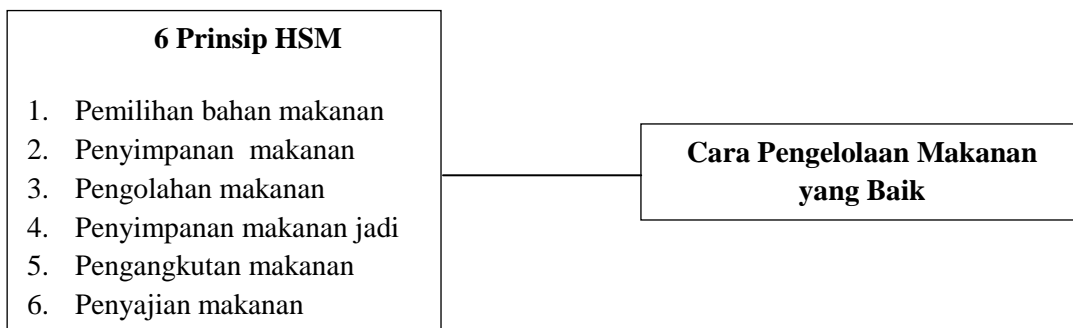 6 Prinsip HSM
1. Pemilihan bahan makanan
2. Penyimpanan makanan
3. Pengolahan makanan
4. Penyimpanan makanan jadi
5. Pengangkutan makanan
6. Penyajian makanan
Cara Pengelolaan Makanan
yang Baik